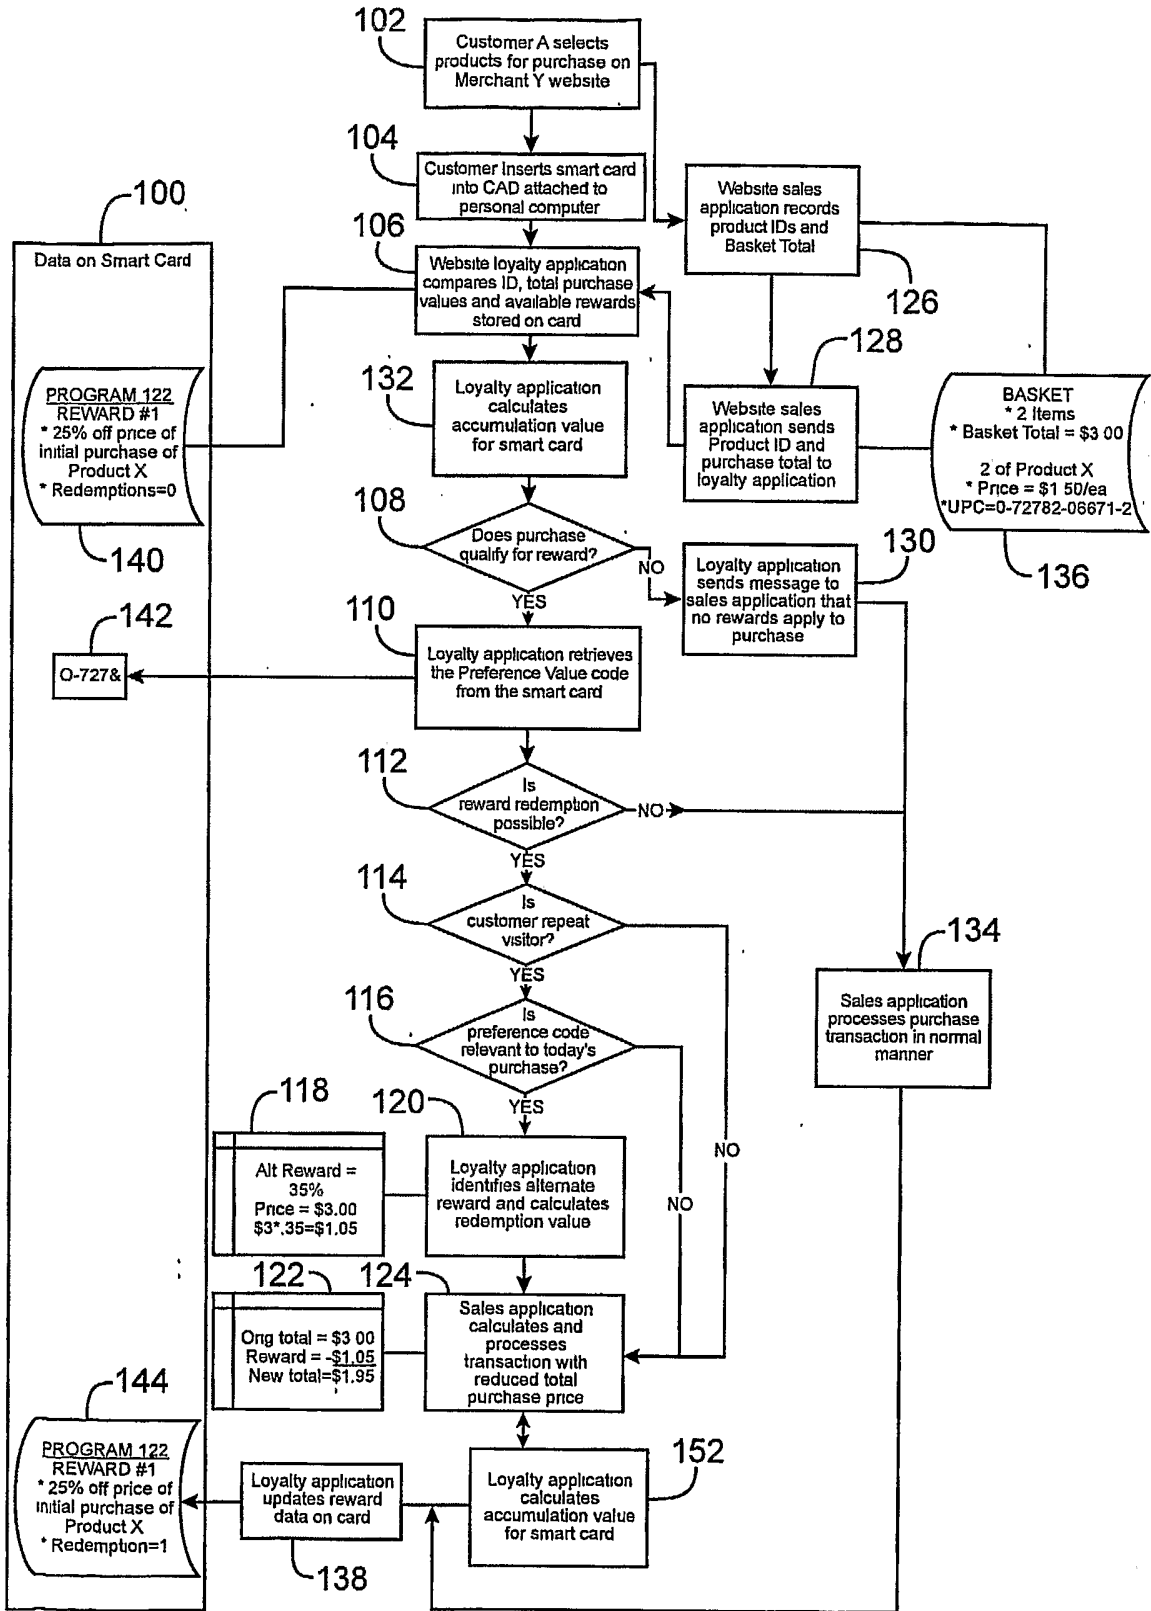 102
Customer A selects
products for purchase on
Merchant Y website
104
Customer Inserts smart card
into CAD attached to
personal computer
Website sales
application records
product IDs and
Basket Total
126
100
Data on Smart Card
106
Website loyalty application
compares ID, total purchase
values and available rewards
stored on card
128
Website sales
application sends
Product ID and
purchase total to
loyalty application
BASKET
* 2 Items
* Basket Total = $3 00
2 of Product X
* Price = $1 50/ea
*UPC=0-72782-06671-2
136
132
Loyalty application
calculates
accumulation value
for smart card
PROGRAM 122
REWARD #1
* 25% off price of
initial purchase of
Product X
* Redemptions=0
140
108
Does purchase
qualify for reward?
NO
YES
130
Loyalty application
sends message to
sales application that
no rewards apply to
purchase
142
O-727&
110
Loyalty application retrieves
the Preference Value code
from the smart card
112
Is
reward redemption
possible?
NO
YES
114
Is
customer repeat
visitor?
YES
NO
134
Sales application
processes purchase
transaction in normal
manner
116
Is
preference code
relevant to today's
purchase?
YES
NO
118
Alt Reward =
35%
Price = $3.00
$3*.35=$1.05
120
Loyalty application
identifies alternate
reward and calculates
redemption value
122
Orig total = $3 00
Reward = -$1.05
New total=$1.95
124
Sales application
calculates and
processes
transaction with
reduced total
purchase price
144
PROGRAM 122
REWARD #1
* 25% off price of
initial purchase of
Product X
* Redemption=1
Loyalty application
updates reward
data on card
138
152
Loyalty application
calculates
accumulation value
for smart card